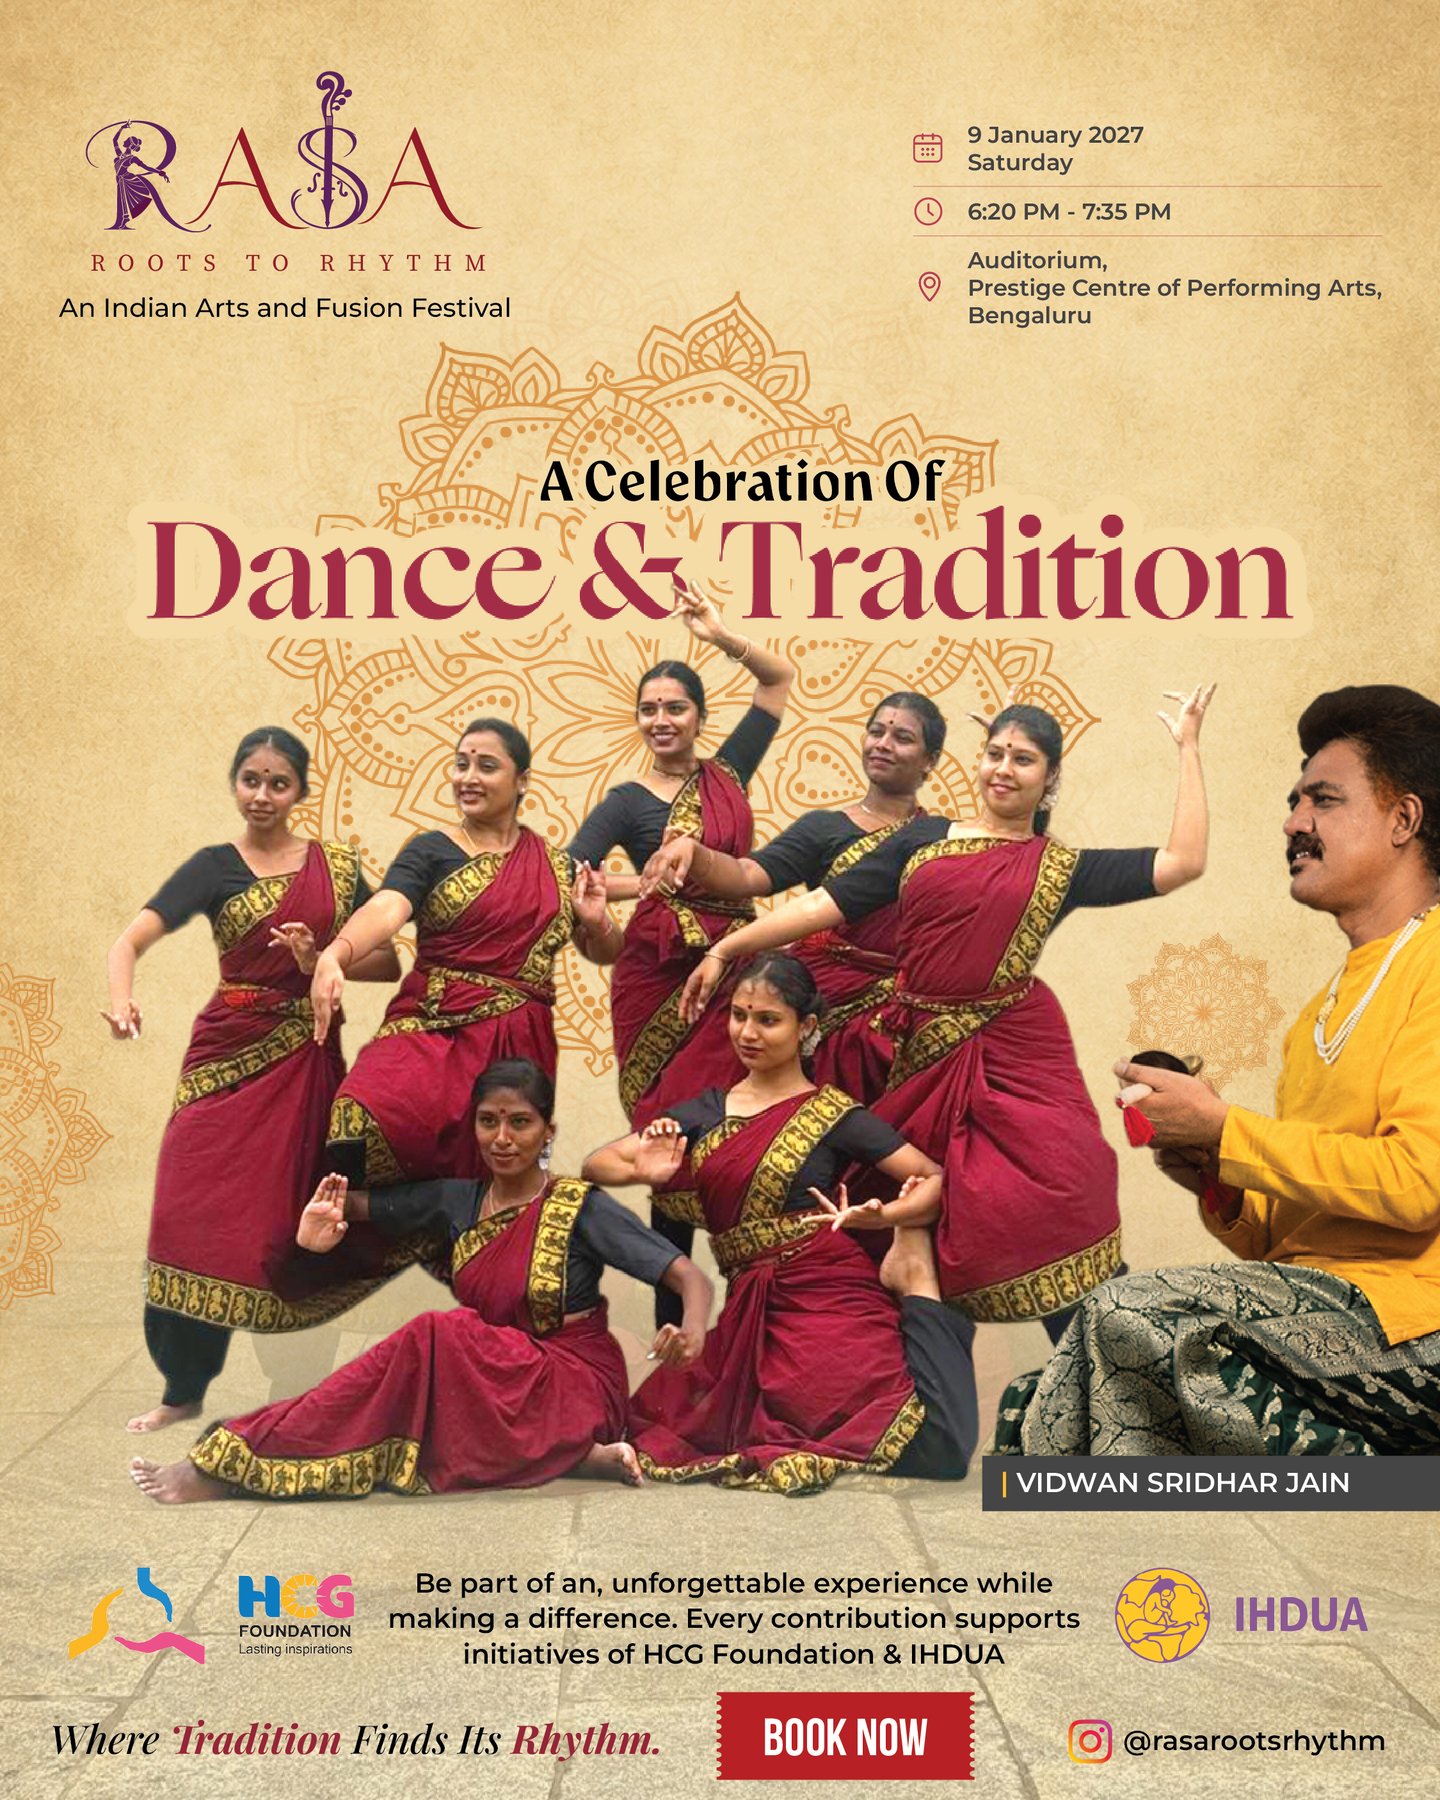 RASA
ROOTS TO RHYTHM
An Indian Arts and Fusion Festival
9 January 2027
Saturday
6:20 PM - 7:35 PM
Auditorium,
Prestige Centre of Performing Arts,
Bengaluru
A Celebration Of
Dance & Tradition
VIDWAN SRIDHAR JAIN
HCG
FOUNDATION
Lasting inspirations
Be part of an, unforgettable experience while
making a difference. Every contribution supports
initiatives of HCG Foundation & IHDUA
IHDUA
Where Tradition Finds Its Rhythm.
BOOK NOW
@rasarootsrhythm